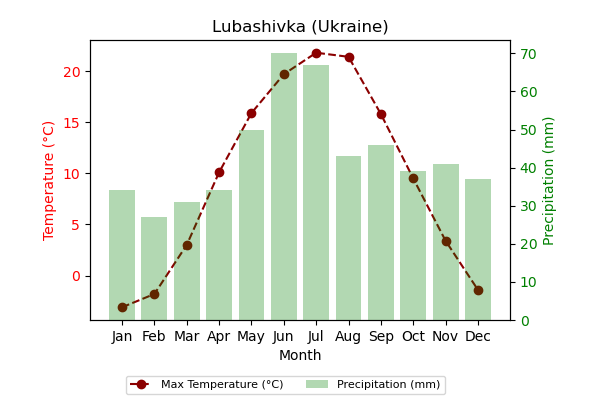 Lubashivka (Ukraine)
Temperature (°C)
20
15
10
5
0
70
60
50
40
30
20
10
0
Precipitation (mm)
Jan Feb Mar Apr May Jun Jul Aug Sep Oct Nov Dec
Month
Max Temperature (°C) Precipitation (mm)